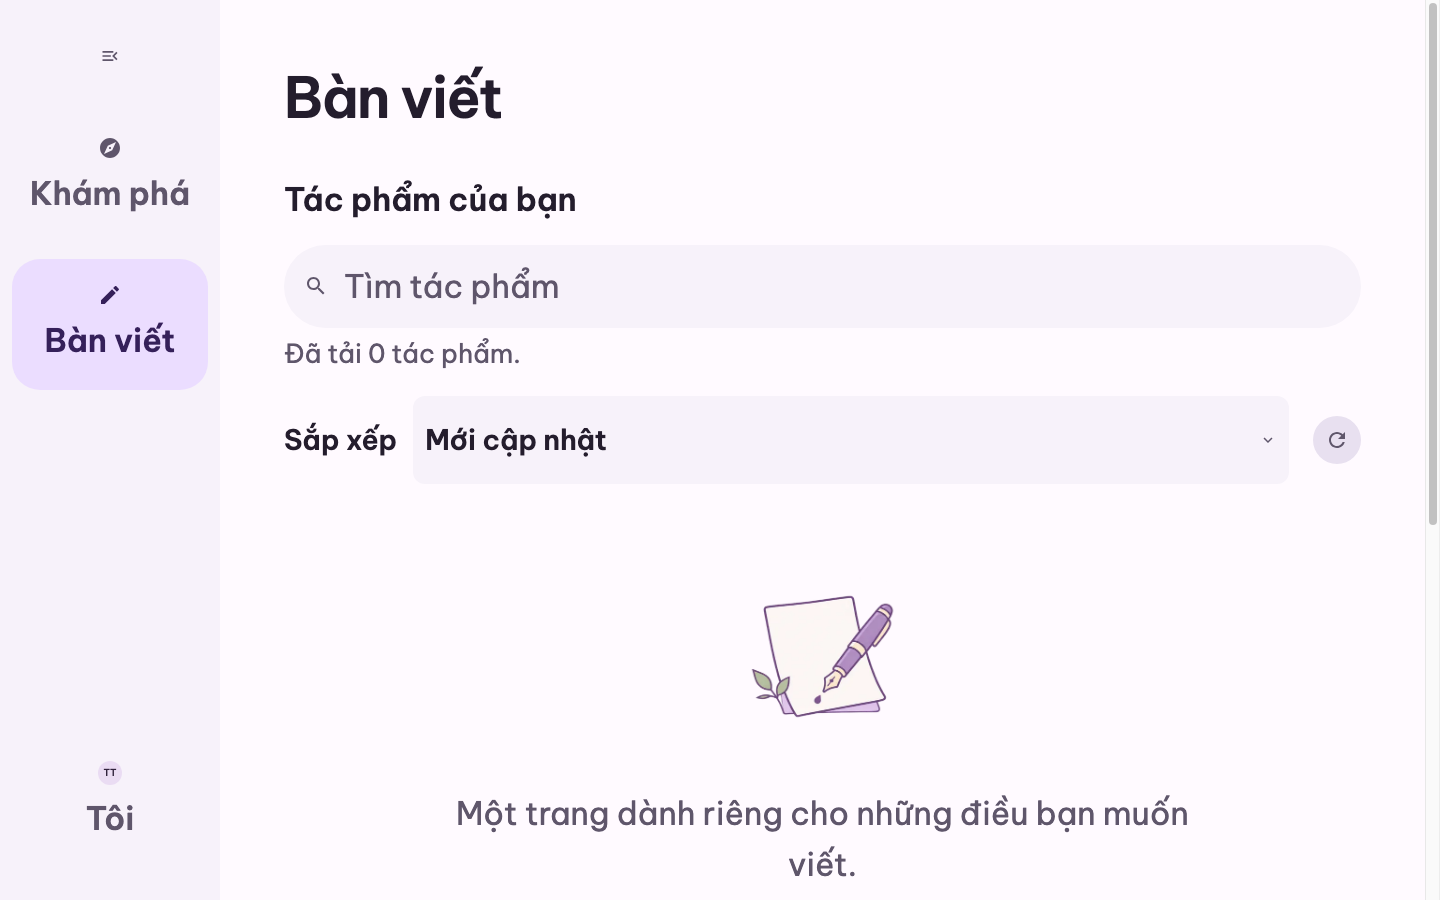 Khám phá
Bàn viết
TT
Tôi
Bàn viết
Tác phẩm của bạn
Tìm tác phẩm
Đã tải 0 tác phẩm.
Sắp xếp
Mới cập nhật
Một trang dành riêng cho những điều bạn muốn
viết.